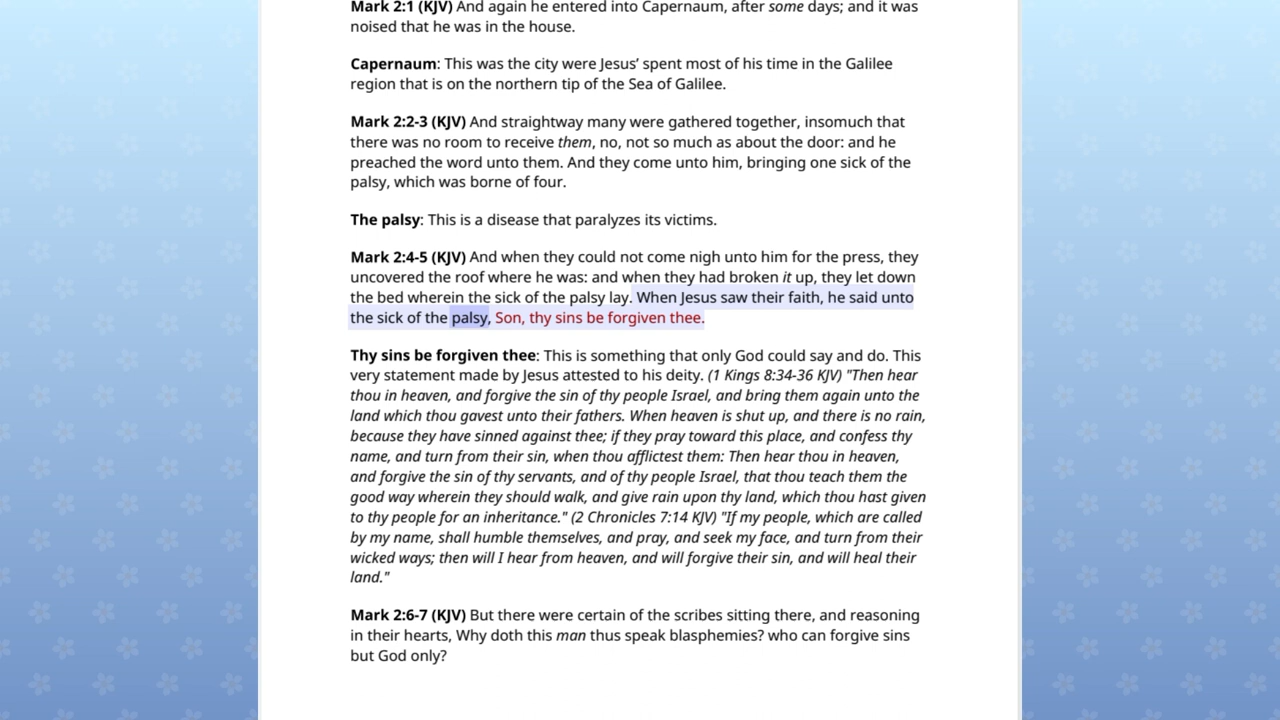 Mark 2:1 (KJV) And again he entered into Capernaum, after some days; and it was
noised that he was in the house.
Capernaum: This was the city were Jesus’ spent most of his time in the Galilee
region that is on the northern tip of the Sea of Galilee.
Mark 2:2-3 (KJV) And straightway many were gathered together, insomuch that
there was no room to receive them, no, not so much as about the door: and he
preached the word unto them. And they come unto him, bringing one sick of the
palsy, which was borne of four.
The palsy: This is a disease that paralyzes its victims.
Mark 2:4-5 (KJV) And when they could not come nigh unto him for the press, they
uncovered the roof where he was: and when they had broken it up, they let down
the bed wherein the sick of the palsy lay. When Jesus saw their faith, he said unto
the sick of the palsy, Son, thy sins be forgiven thee.
Thy sins be forgiven thee: This is something that only God could say and do. This
very statement made by Jesus attested to his deity. (1 Kings 8:34-36 KJV) "Then hear
thou in heaven, and forgive the sin of thy people Israel, and bring them again unto the
land which thou gavest unto their fathers. When heaven is shut up, and there is no rain,
because they have sinned against thee; if they pray toward this place, and confess thy
name, and turn from their sin, when thou afflictest them: Then hear thou in heaven,
and forgive the sin of thy servants, and of thy people Israel, that thou teach them the
good way wherein they should walk, and give rain upon thy land, which thou hast given
to thy people for an inheritance." (2 Chronicles 7:14 KJV) "If my people, which are called
by my name, shall humble themselves, and pray, and seek my face, and turn from their
wicked ways; then will I hear from heaven, and will forgive their sin, and will heal their
land."
Mark 2:6-7 (KJV) But there were certain of the scribes sitting there, and reasoning
in their hearts, Why doth this man thus speak blasphemies? who can forgive sins
but God only?